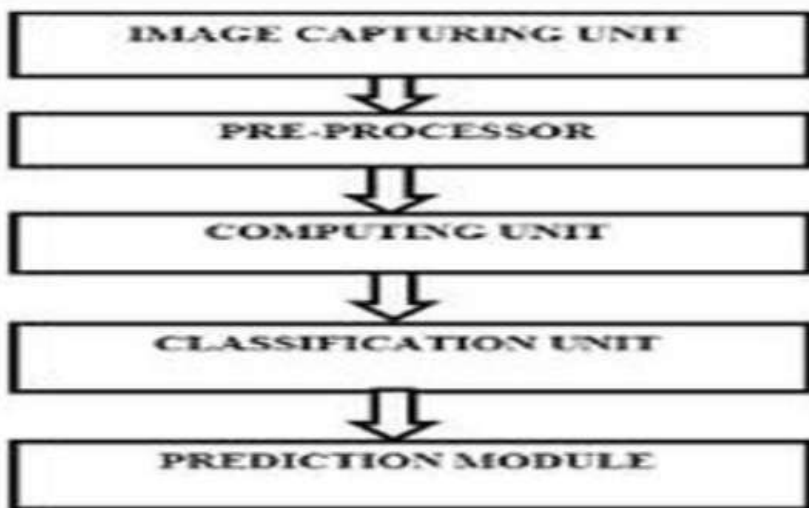 IMAGE CAPTURING UNIT
PRE-PROCESSOR
COMPUTING UNIT
CLASSIFICATION UNIT
PREDICTION MODULE